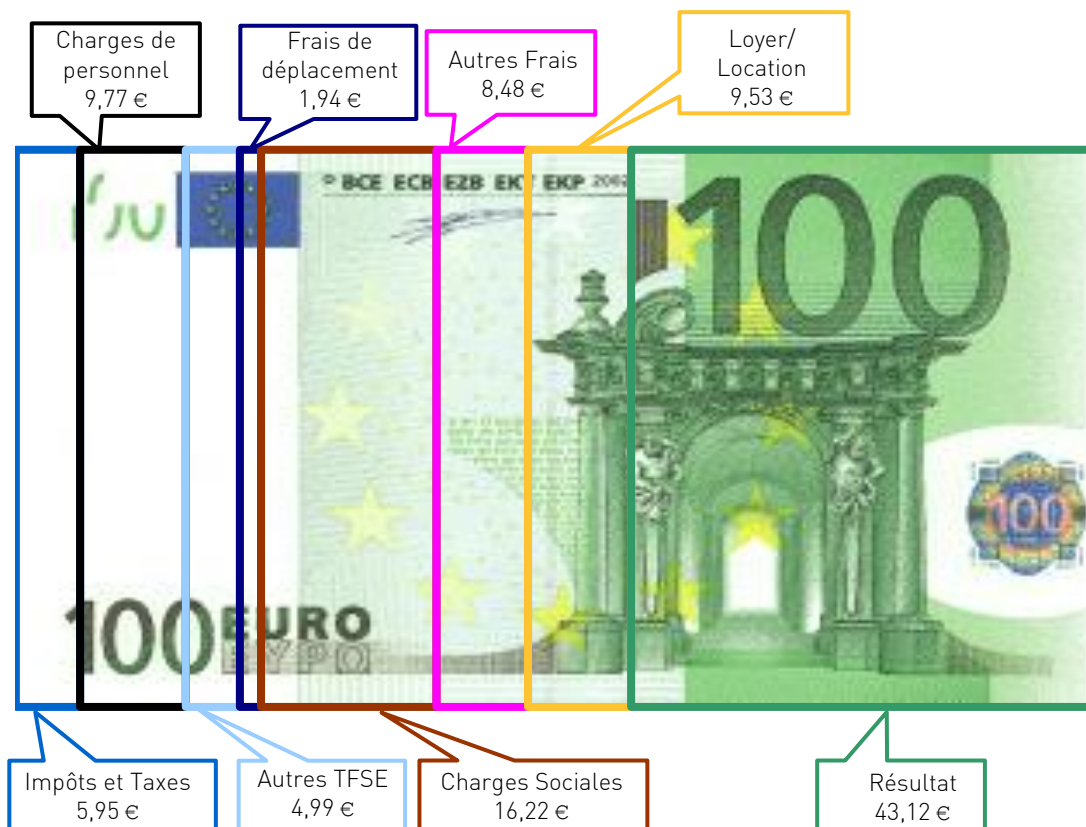 Charges de
personnel
9,77 €
Frais de
déplacement
1,94 €
Autres Frais
8,48 €
Loyer/
Location
9,53 €
BCE ECB EZB EKT EKP 2002
100
100
100 EURO
ΕΥΡΩ
Impôts et Taxes
5,95 €
Autres TFSE
4,99 €
Charges Sociales
16,22 €
Résultat
43,12 €